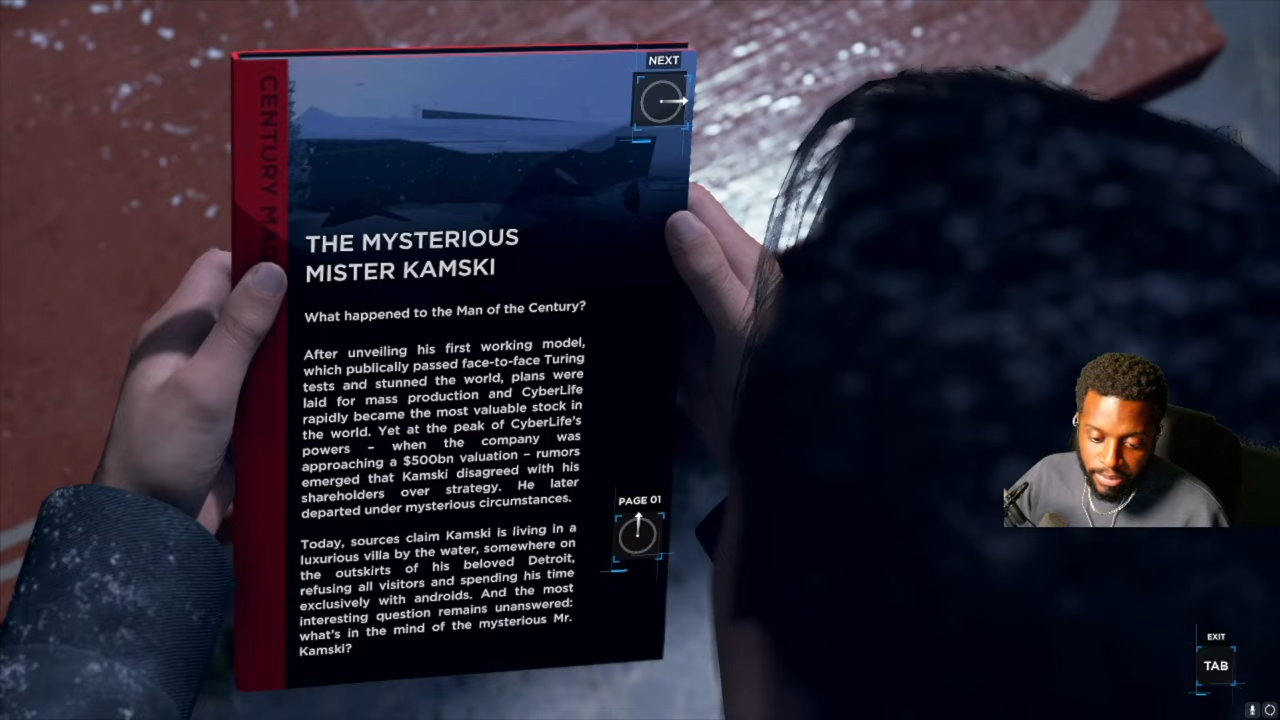 NEXT
CENTURY
THE MYSTERIOUS
MISTER KAMSKI
What happened to the Man of the Century?
After unveiling his first working model,
which publically passed face-to-face Turing
tests and stunned the world, plans were
laid for mass production and CyberLife
rapidly became the most valuable stock in
the world. Yet at the peak of CyberLife's
powers – when the company was
approaching a $500bn valuation – rumors
emerged that Kamski disagreed with his
shareholders over strategy. He later
departed under mysterious circumstances.
PAGE 01
Today, sources claim Kamski is living in a
luxurious villa by the water, somewhere on
the outskirts of his beloved Detroit,
refusing all visitors and spending his time
exclusively with androids. And the most
interesting question remains unanswered:
what's in the mind of the mysterious Mr.
Kamski?
EXIT
TAB